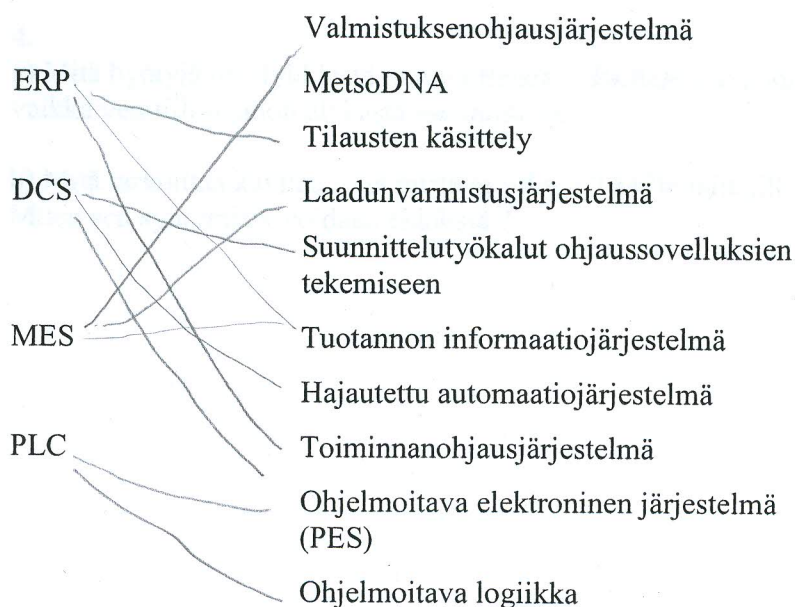 ERP
DCS
MES
PLC
Valmistuksenohjausjärjestelmä
MetsoDNA
Tilausten käsittely
Laadunvarmistusjärjestelmä
Suunnittelutyökalut ohjaussovelluksien
tekemiseen
Tuotannon informaatiojärjestelmä
Hajautettu automaatiojärjestelmä
Toiminnanohjausjärjestelmä
Ohjelmoitava elektroninen järjestelmä
(PES)
Ohjelmoitava logiikka